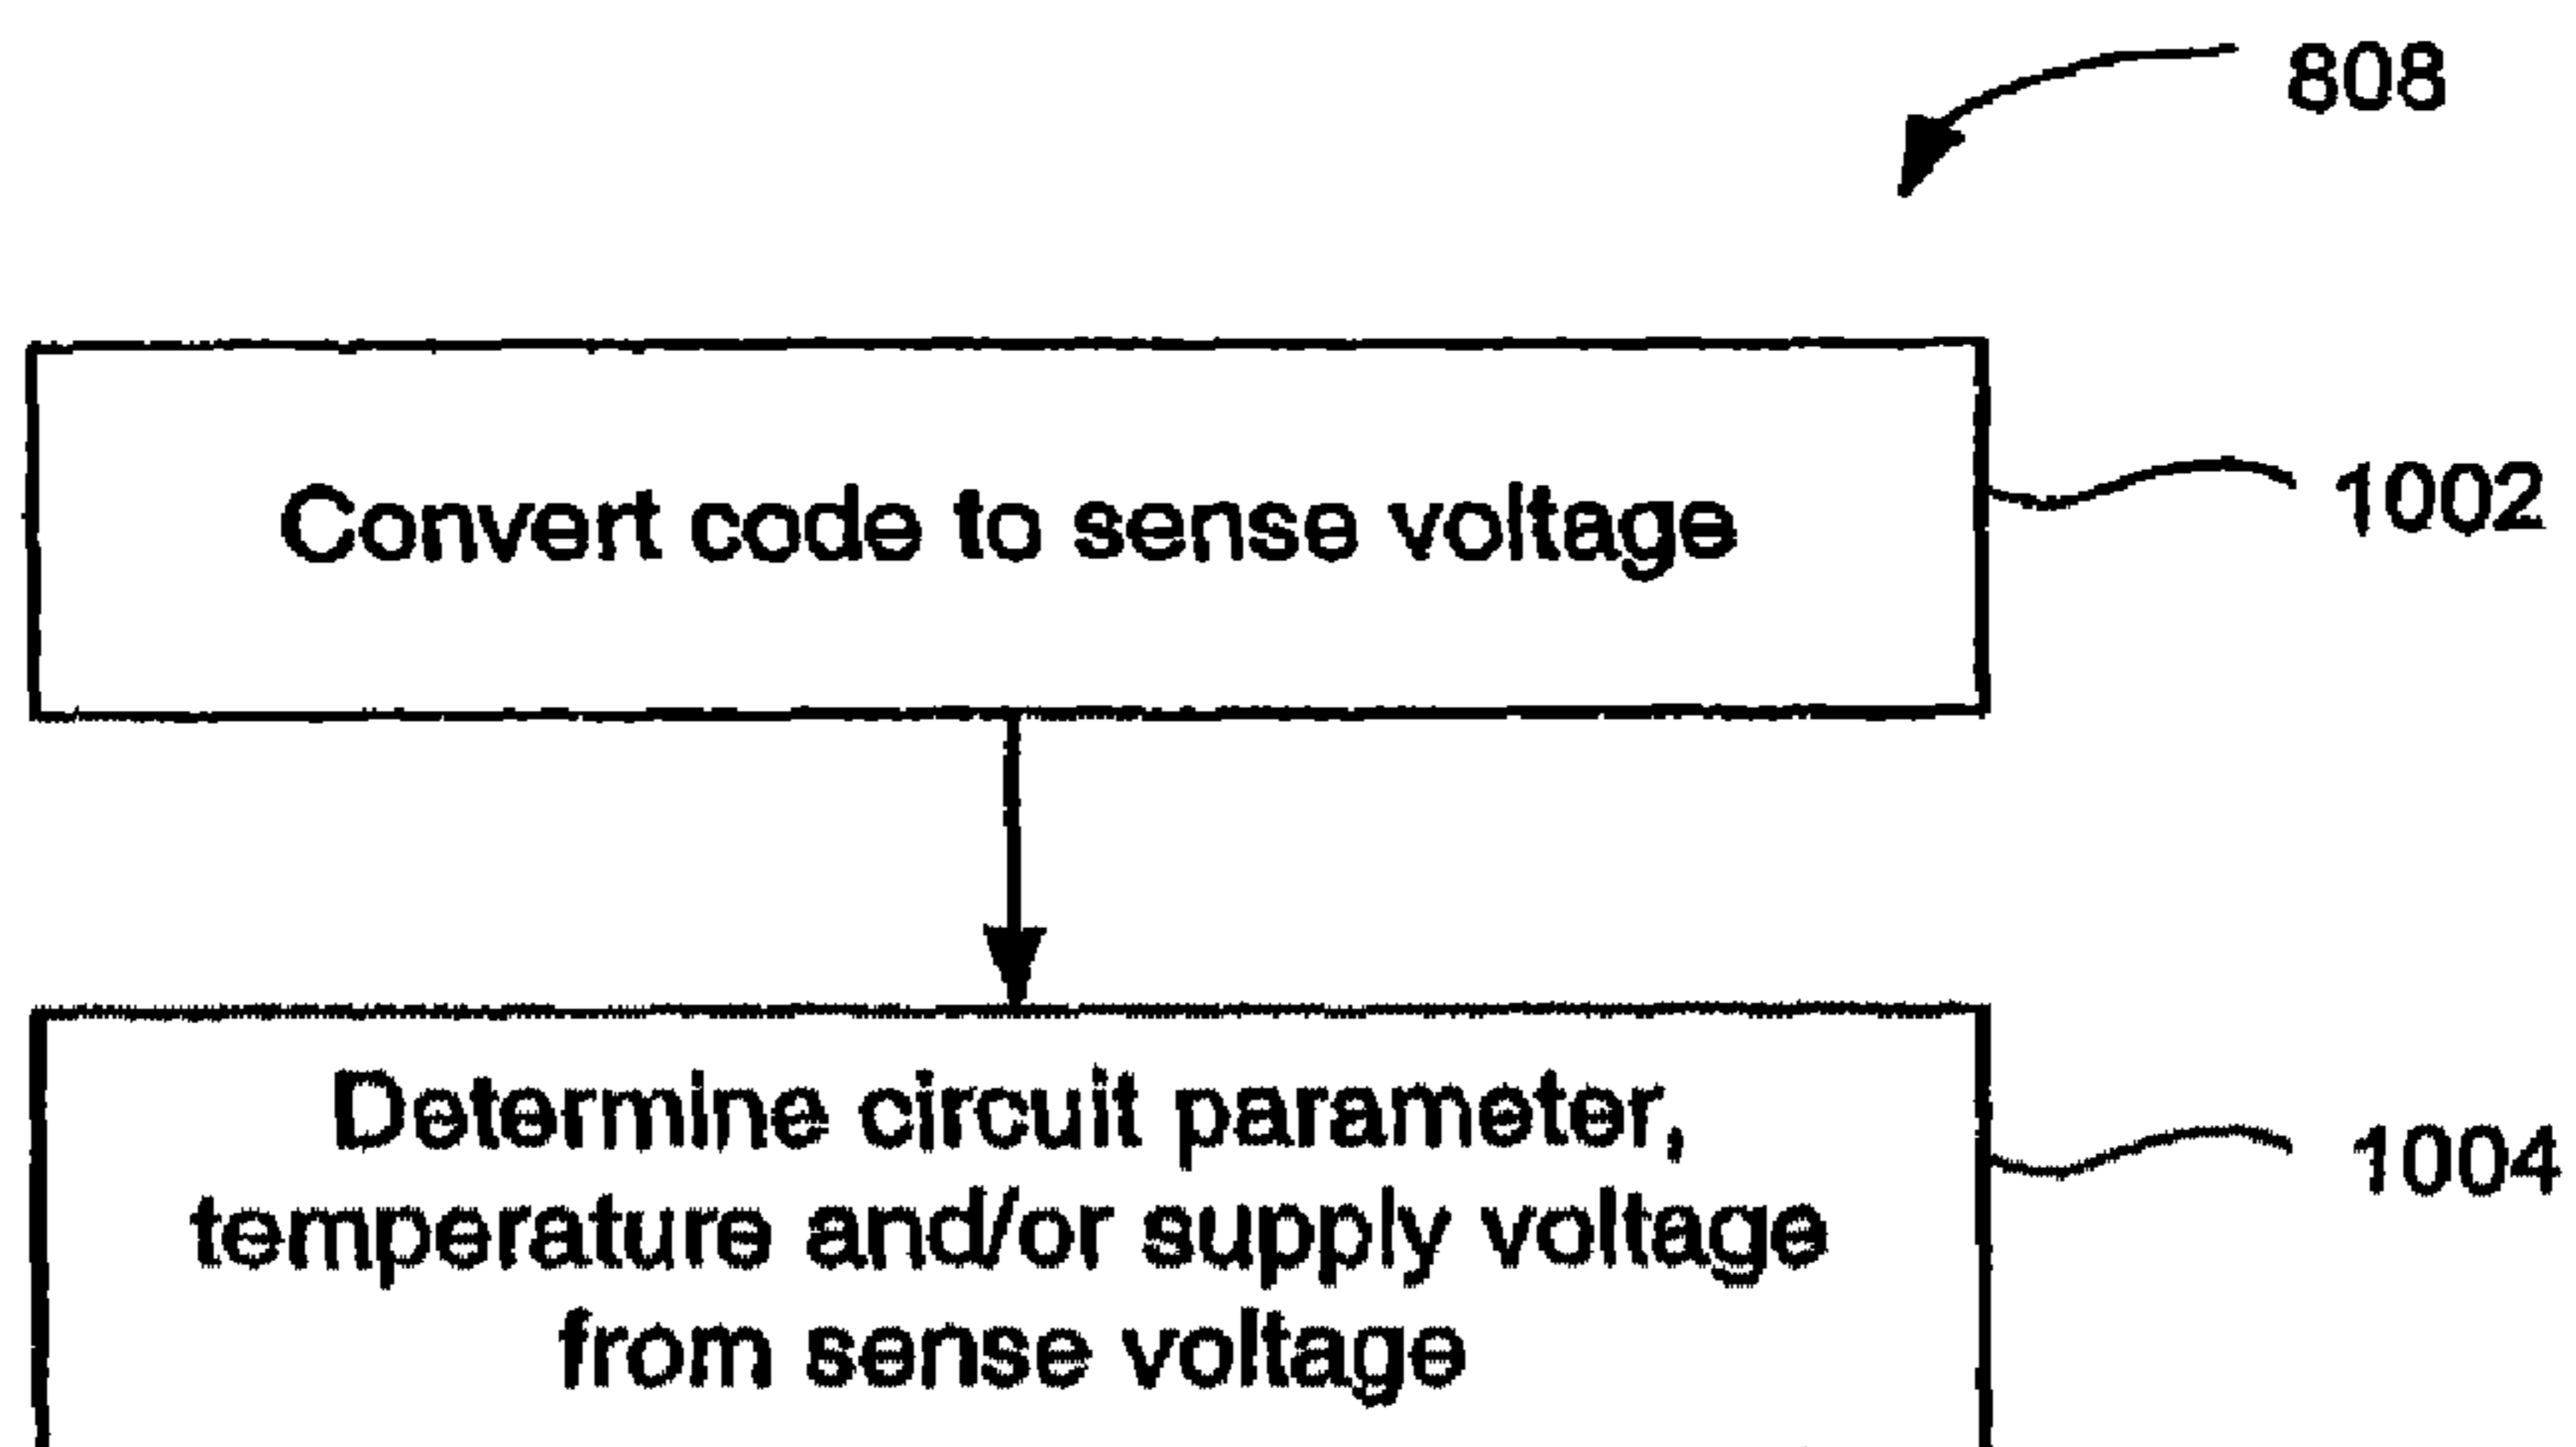 808
Convert code to sense voltage
1002
Determine circuit parameter,
1004
temperature and/or supply voltage
from sense voltage